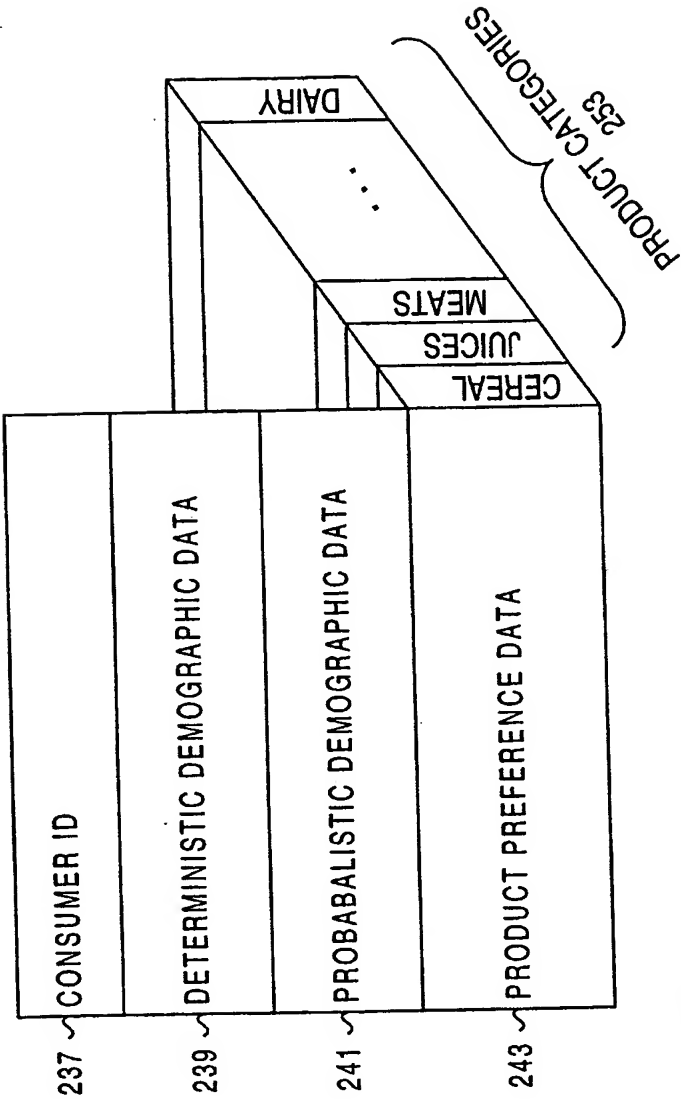 237 CONSUMER ID
239 DETERMINISTIC DEMOGRAPHIC DATA
241 PROBABALISTIC DEMOGRAPHIC DATA
243 PRODUCT PREFERENCE DATA
CEREAL
JUICES
MEATS
...
DAIRY
PRODUCT CATEGORIES
253